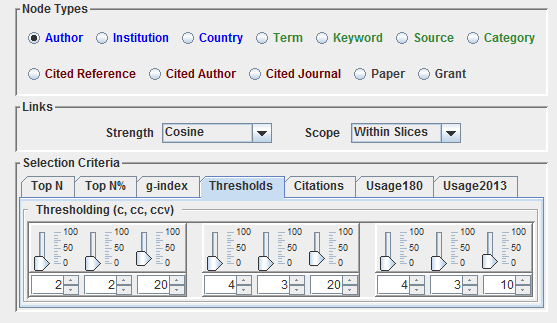 Node Types
Author Institution Country Term Keyword Source Category
Cited Reference Cited Author Cited Journal Paper Grant
Links
Strength Cosine Scope Within Slices
Selection Criteria
Top N Top N% g-index Thresholds Citations Usage180 Usage2013
Thresholding (c, cc, ccv)
100 100 100 100 100 100 100 100 100
50 50 50 50 50 50 50 50 50
0 0 0 0 0 0 0 0 0
2 2 20 4 3 20 4 3 10